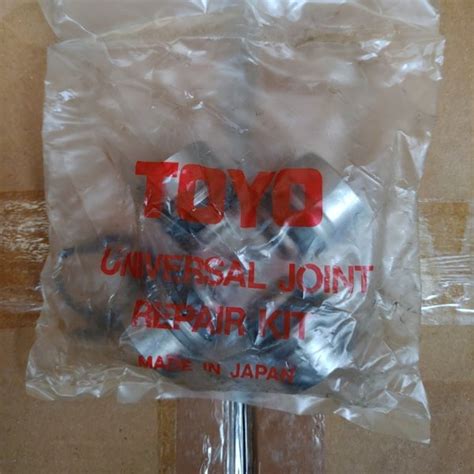 TOYO
UNIVERSAL JOINT
REPAIR KIT
MADE IN JAPAN